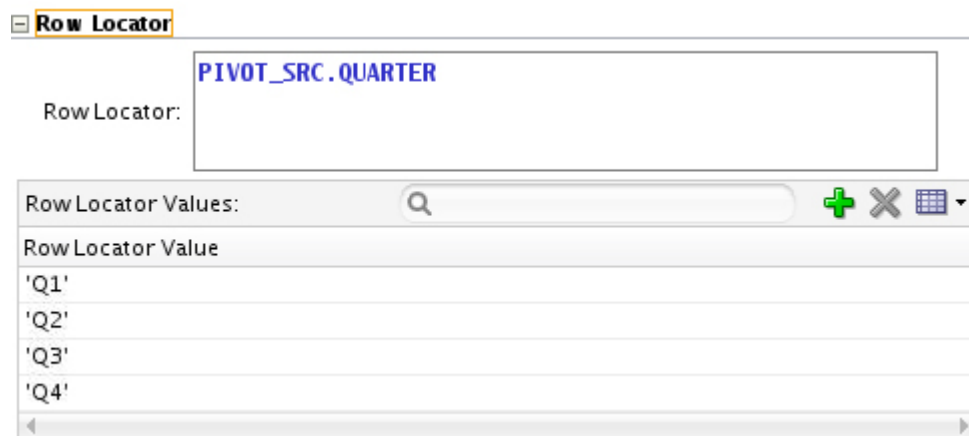 Row Locator
PIVOT_SRC.QUARTER
Row Locator:
Row Locator Values:
Row Locator Value
'Q1'
'Q2'
'Q3'
'Q4'